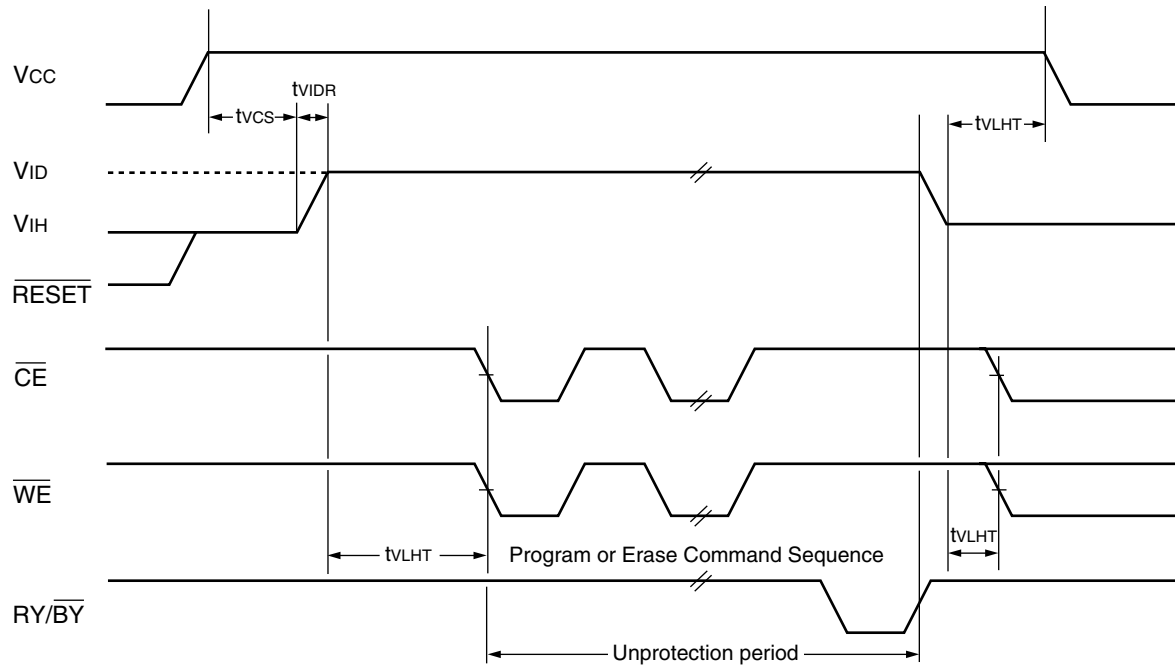 VCC
tVIDR
tVCS
tVLHT
VID
VIH
RESET
CE
WE
tVLHT
Program or Erase Command Sequence
tVLHT
RY/BY
Unprotection period